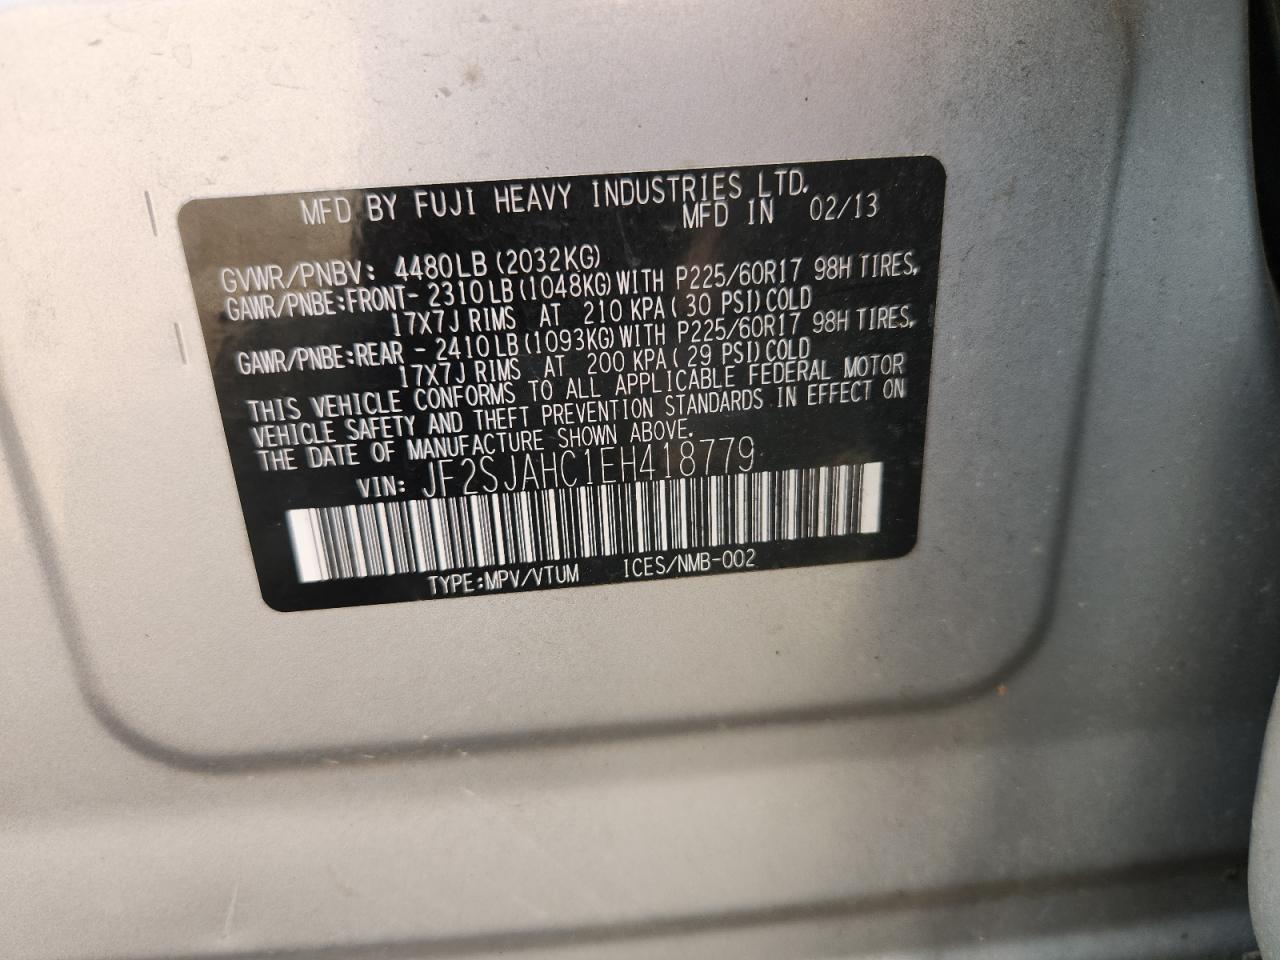 MFD BY FUJI HEAVY INDUSTRIES LTD.
MFD IN 02/13
GVWR/PNBV: 4480LB (2032KG)
GAWR/PNBE:FRONT- 2310LB (1048KG) WITH P225/60R17 98H TIRES,
17X7J RIMS AT 210 KPA ( 30 PSI) COLD
GAWR/PNBE:REAR - 2410LB (1093KG) WITH P225/60R17 98H TIRES,
17X7J RIMS AT 200 KPA ( 29 PSI) COLD
THIS VEHICLE CONFORMS TO ALL APPLICABLE FEDERAL MOTOR
VEHICLE SAFETY AND THEFT PREVENTION STANDARDS IN EFFECT ON
THE DATE OF MANUFACTURE SHOWN ABOVE.
VIN: JF2SJAHC1EH418779
TYPE:MPV/VTUM ICES/NMB-002